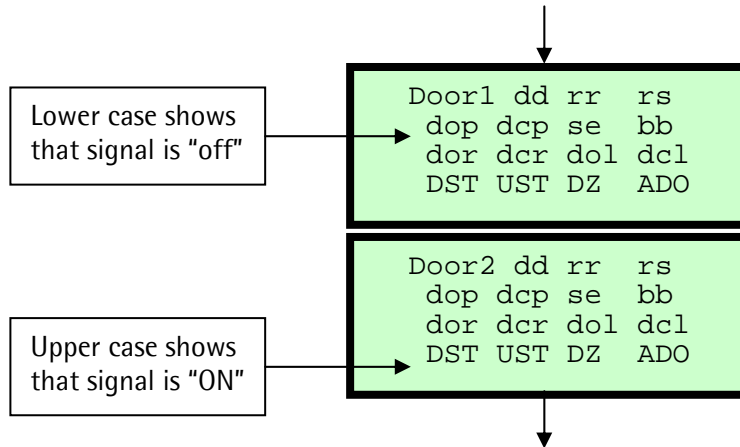 Lower case shows
that signal is “off”
Door1 dd rr rs
dop dcp se bb
dor dcr dol dcl
DST UST DZ ADO
Upper case shows
that signal is “ON”
Door2 dd rr rs
dop dcp se bb
dor dcr dol dcl
DST UST DZ ADO